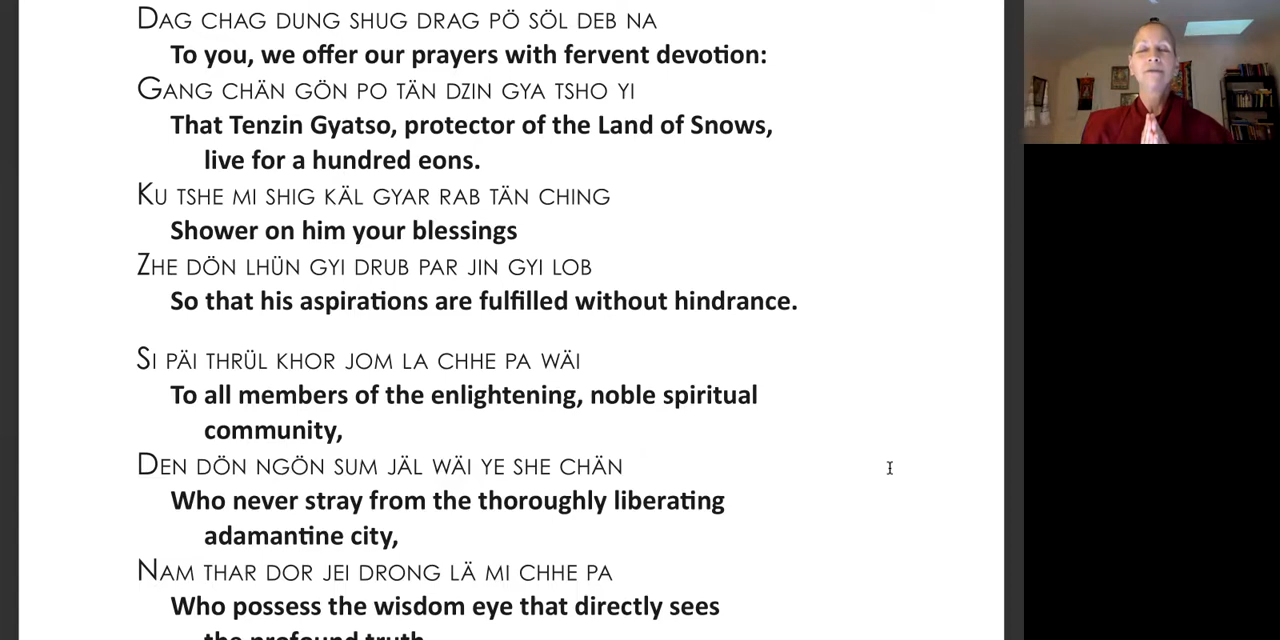 DAG CHAG DUNG SHUG DRAG PÖ SÖL DEB NA
To you, we offer our prayers with fervent devotion:
GANG CHÄN GÖN PO TÄN DZIN GYA TSHO YI
That Tenzin Gyatso, protector of the Land of Snows,
live for a hundred eons.
KU TSHE MI SHIG KÄL GYAR RAB TÄN CHING
Shower on him your blessings
ZHE DÖN LHÜN GYI DRUB PAR JIN GYI LOB
So that his aspirations are fulfilled without hindrance.
SI PÄI THRÜL KHOR JOM LA CHHE PA WÄI
To all members of the enlightening, noble spiritual
community,
DEN DÖN NGÖN SUM JÄL WÄI YE SHE CHÄN
Who never stray from the thoroughly liberating
adamantine city,
NAM THAR DOR JEI DRONG LÄ MI CHHE PA
Who possess the wisdom eye that directly sees
the profound truth